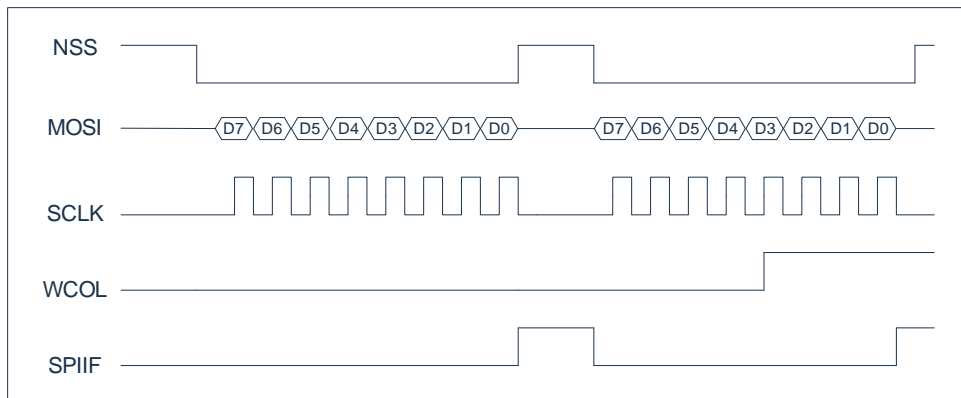 NSS
MOSI D7 D6 D5 D4 D3 D2 D1 D0 D7 D6 D5 D4 D3 D2 D1 D0
SCLK
WCOL
SPIIF